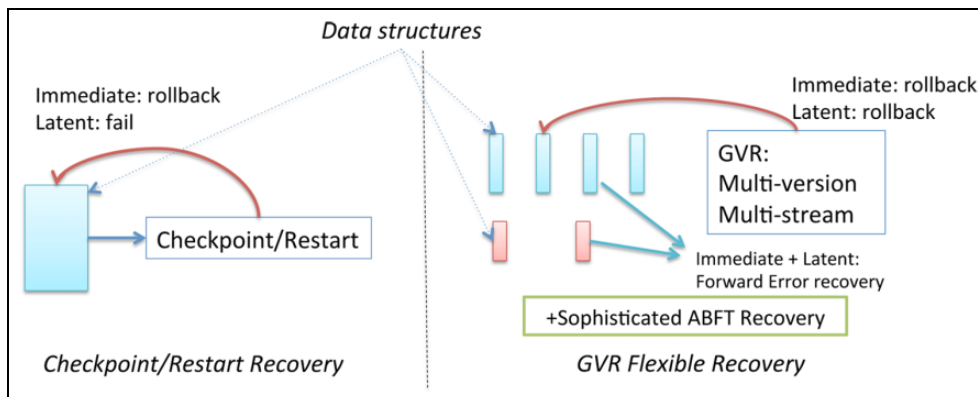 Data structures
Immediate: rollback
Latent: fail
Checkpoint/Restart
Checkpoint/Restart Recovery
Immediate: rollback
Latent: rollback
GVR:
Multi-version
Multi-stream
Immediate + Latent:
Forward Error recovery
+Sophisticated ABFT Recovery
GVR Flexible Recovery